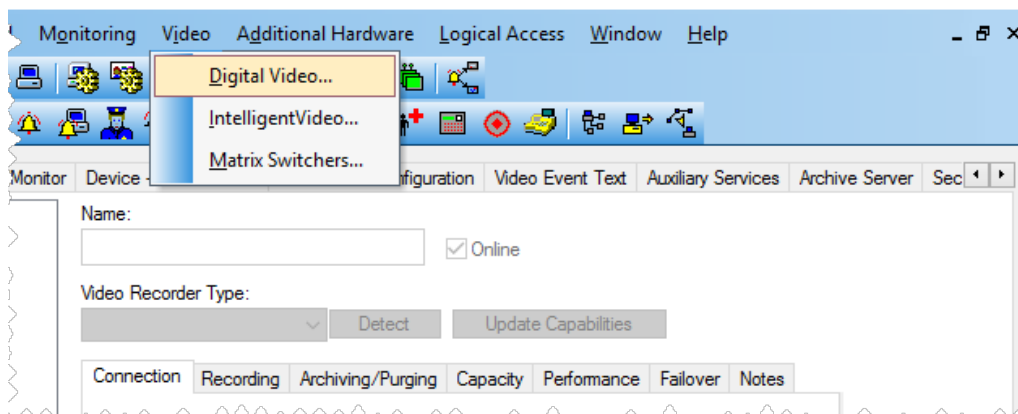 Monitoring Video Additional Hardware Logical Access Window Help
Digital Video...
IntelligentVideo...
Matrix Switchers...
Monitor Device - nfiguration Video Event Text Auxiliary Services Archive Server Sec
Name:
Online
Video Recorder Type:
Detect Update Capabilities
Connection Recording Archiving/Purging Capacity Performance Failover Notes